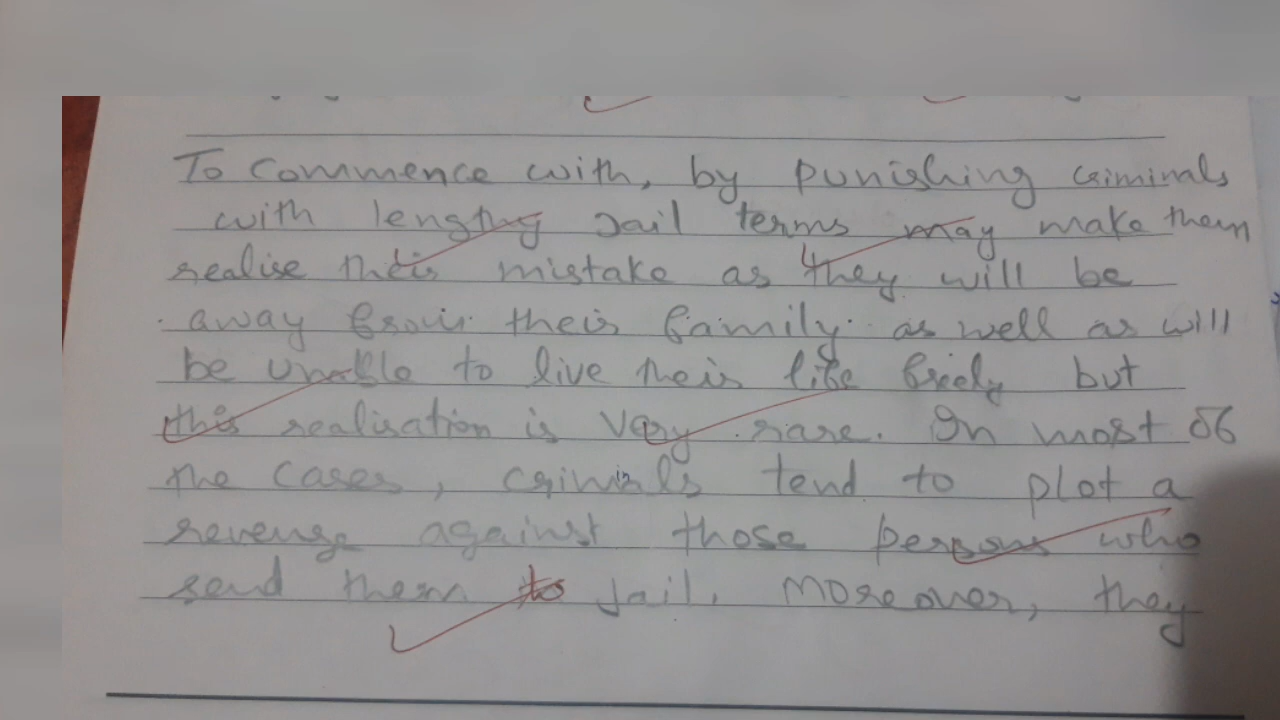 To commence with, by punishing criminals
with lengthy Jail terms may make them
realise their mistake as they will be
away from their family as well as will
be unable to live their life freely but
this realisation is very rare. In most of
the cases, criminals tend to plot a
revenge against those persons who
send them to Jail. Moreover, they